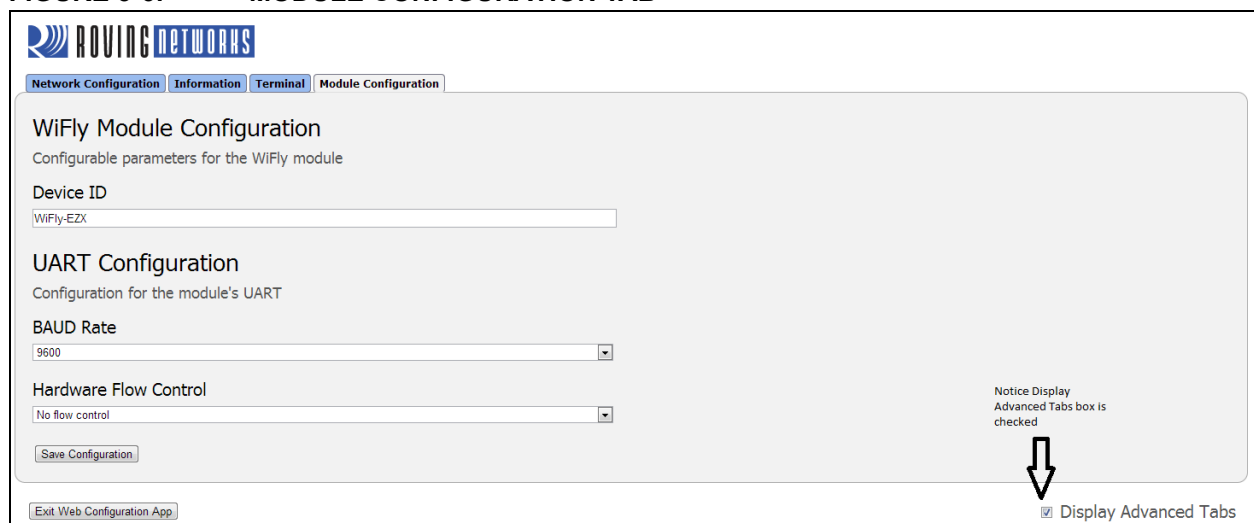 ROVING NETWORKS
Network Configuration Information Terminal Module Configuration
WiFly Module Configuration
Configurable parameters for the WiFly module
Device ID
WiFly-EZX
UART Configuration
Configuration for the module's UART
BAUD Rate
9600
Hardware Flow Control
No flow control
Notice Display
Advanced Tabs box is
checked
Save Configuration
Exit Web Configuration App
Display Advanced Tabs